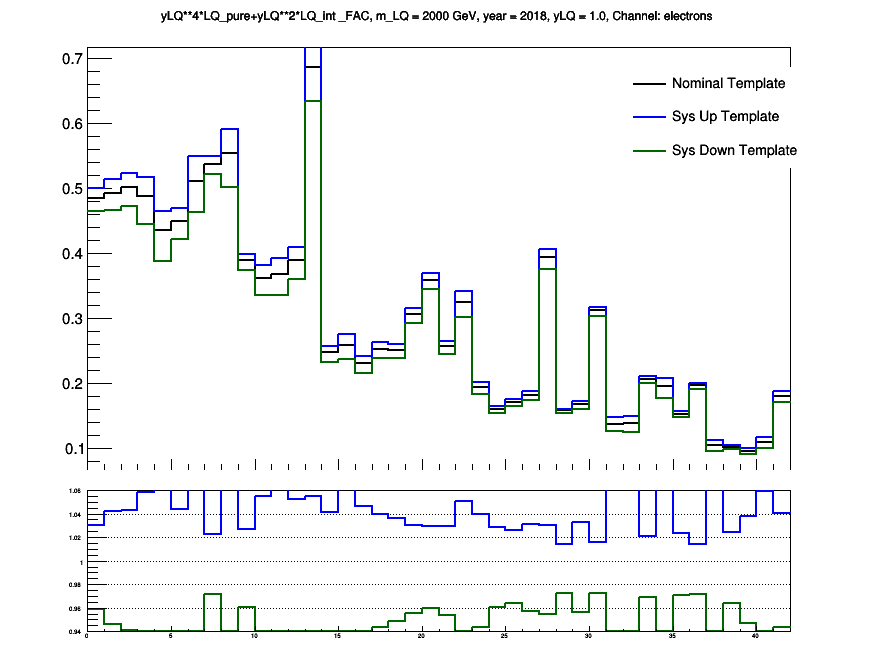 yLQ**4*LQ_pure+yLQ**2*LQ_int _FAC, m_LQ = 2000 GeV, year = 2018, yLQ = 1.0, Channel: electrons
0.7
Nominal Template
Sys Up Template
0.6
Sys Down Template
0.5
0.4
0.3
0.2
0.1
1.06
1.04
1.02
1
0.98
0.96
0.94
0 5 10 15 20 25 30 35 40